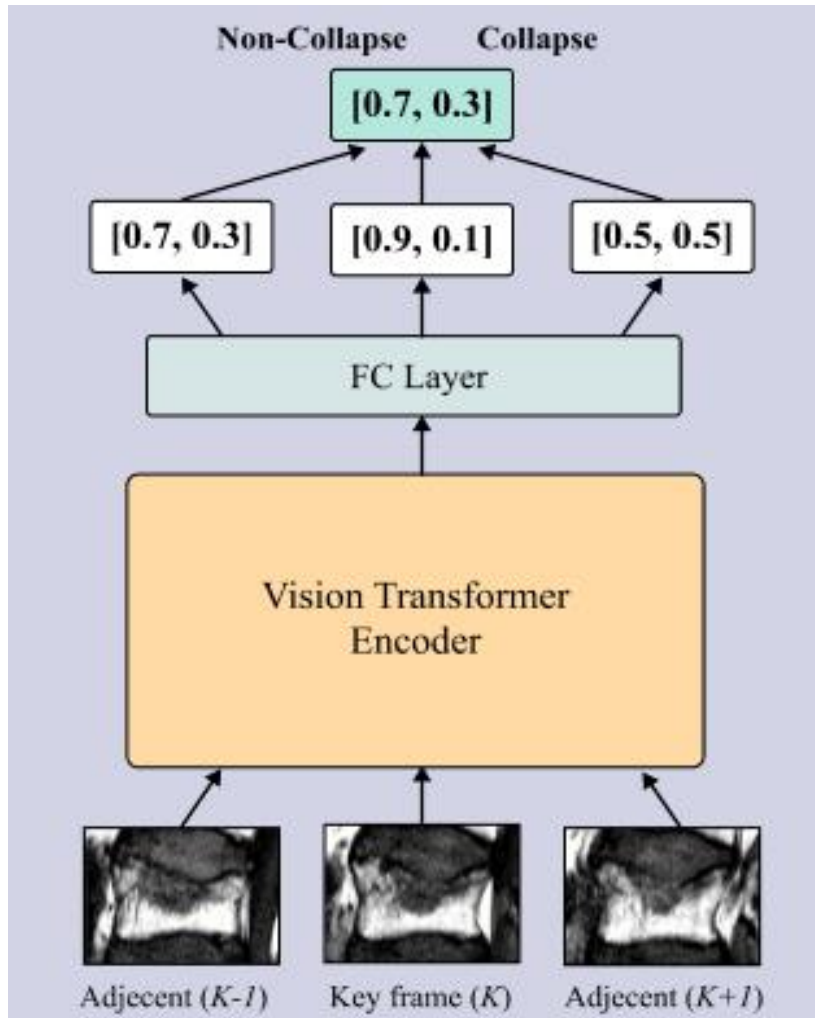 Non-Collapse Collapse
[0.7, 0.3]
[0.7, 0.3] [0.9, 0.1] [0.5, 0.5]
FC Layer
Vision Transformer
Encoder
Adjecent (K-1) Key frame (K) Adjecent (K+1)